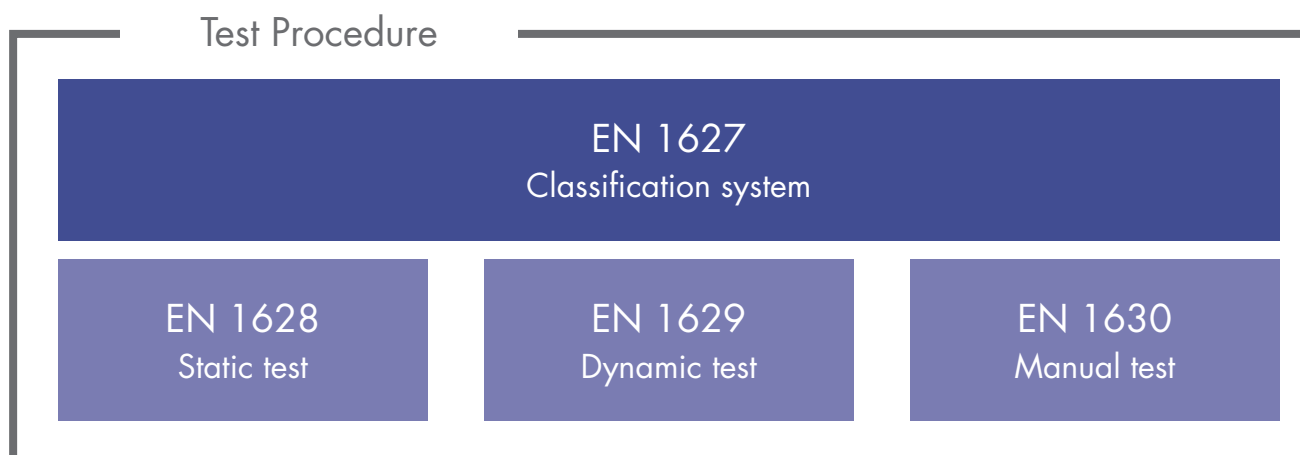 Test Procedure
EN 1627
Classification system
EN 1628
Static test
EN 1629
Dynamic test
EN 1630
Manual test